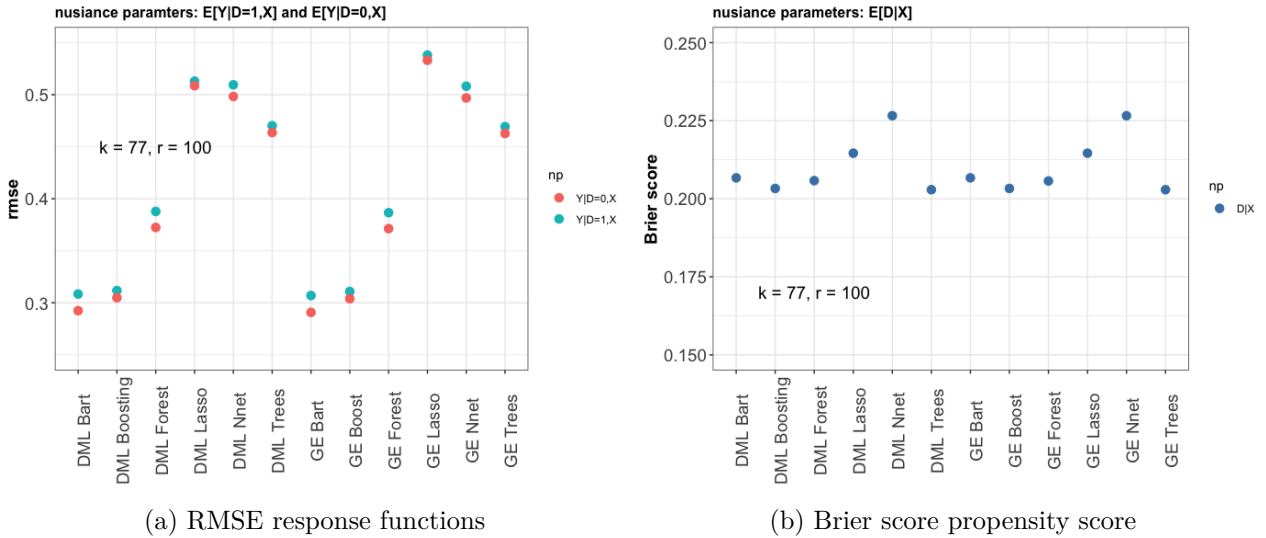 nusiance paramters: E[Y|D=1,X] and E[Y|D=0,X]
rmse
0.5
0.4
0.3
k = 77, r = 100
DML Bart
DML Boosting
DML Forest
DML Lasso
DML Nnet
DML Trees
GE Bart
GE Boost
GE Forest
GE Lasso
GE Nnet
GE Trees
np
Y|D=0,X
Y|D=1,X
(a) RMSE response functions
nusiance parameters: E[D|X]
Brier score
0.250
0.225
0.200
0.175
0.150
k = 77, r = 100
DML Bart
DML Boosting
DML Forest
DML Lasso
DML Nnet
DML Trees
GE Bart
GE Boost
GE Forest
GE Lasso
GE Nnet
GE Trees
np
D|X
(b) Brier score propensity score